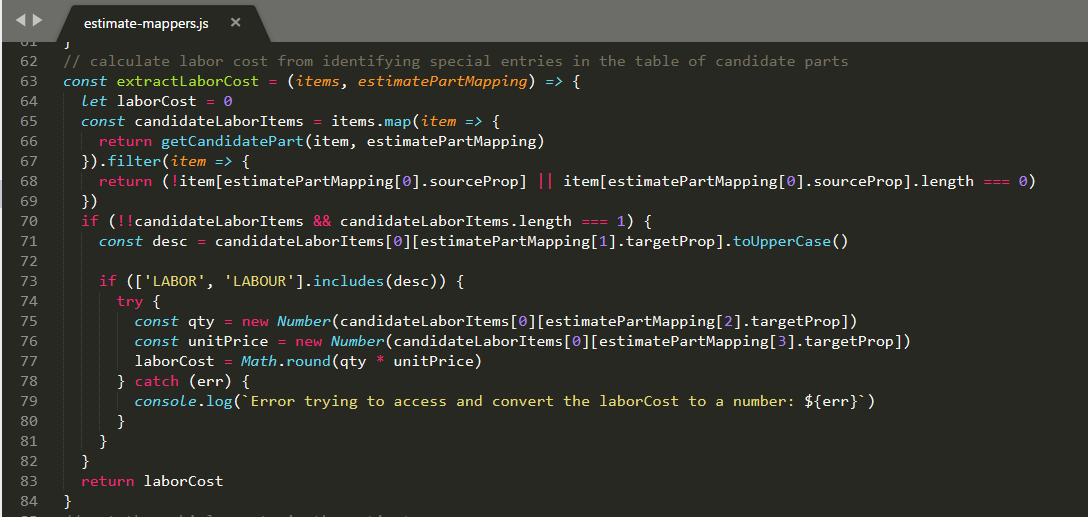 estimate-mappers.js ×
61 }
62 // calculate labor cost from identifying special entries in the table of candidate parts
63 const extractLaborCost = (items, estimatePartMapping) => {
64 let laborCost = 0
65 const candidateLaborItems = items.map(item => {
66 return getCandidatePart(item, estimatePartMapping)
67 }).filter(item => {
68 return (!item[estimatePartMapping[0].sourceProp] || item[estimatePartMapping[0].sourceProp].length === 0)
69 })
70 if (!!candidateLaborItems && candidateLaborItems.length === 1) {
71 const desc = candidateLaborItems[0][estimatePartMapping[1].targetProp].toUpperCase()
72
73 if (['LABOR', 'LABOUR'].includes(desc)) {
74 try {
75 const qty = new Number(candidateLaborItems[0][estimatePartMapping[2].targetProp])
76 const unitPrice = new Number(candidateLaborItems[0][estimatePartMapping[3].targetProp])
77 laborCost = Math.round(qty * unitPrice)
78 } catch (err) {
79 console.log(`Error trying to access and convert the laborCost to a number: ${err}`)
80 }
81 }
82 }
83 return laborCost
84 }